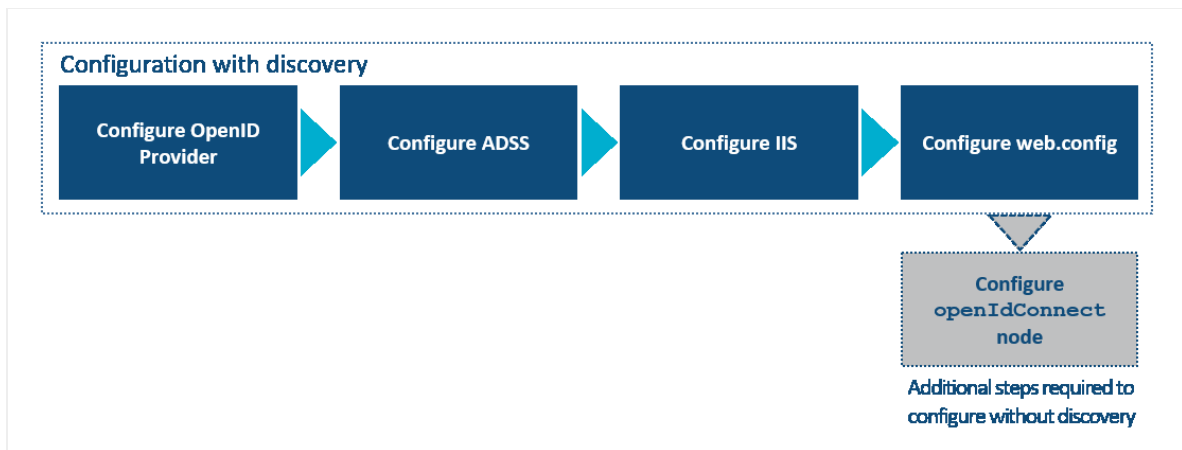 Configuration with discovery
Configure OpenID
Provider
Configure ADSS
Configure IIS
Configure web.config
Configure
openIdConnect
node
Additional steps required to
configure without discovery